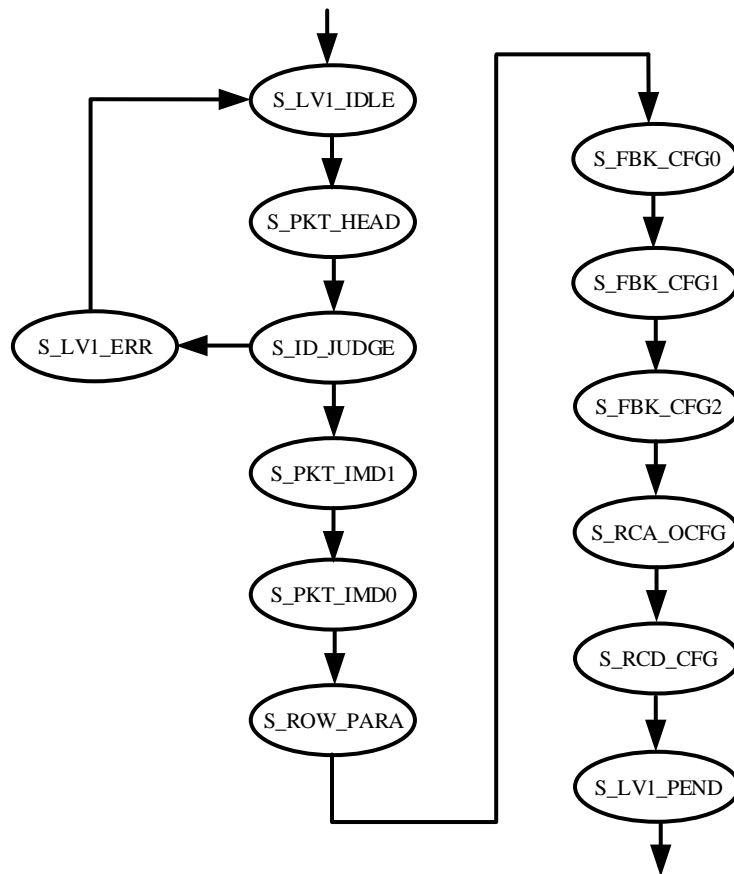 S_LV1_IDLE
S_PKT_HEAD
S_LV1_ERR
S_ID_JUDGE
S_PKT_IMD1
S_PKT_IMD0
S_ROW_PARA
S_FBK_CFG0
S_FBK_CFG1
S_FBK_CFG2
S_RCA_OCFG
S_RCD_CFG
S_LV1_PEND